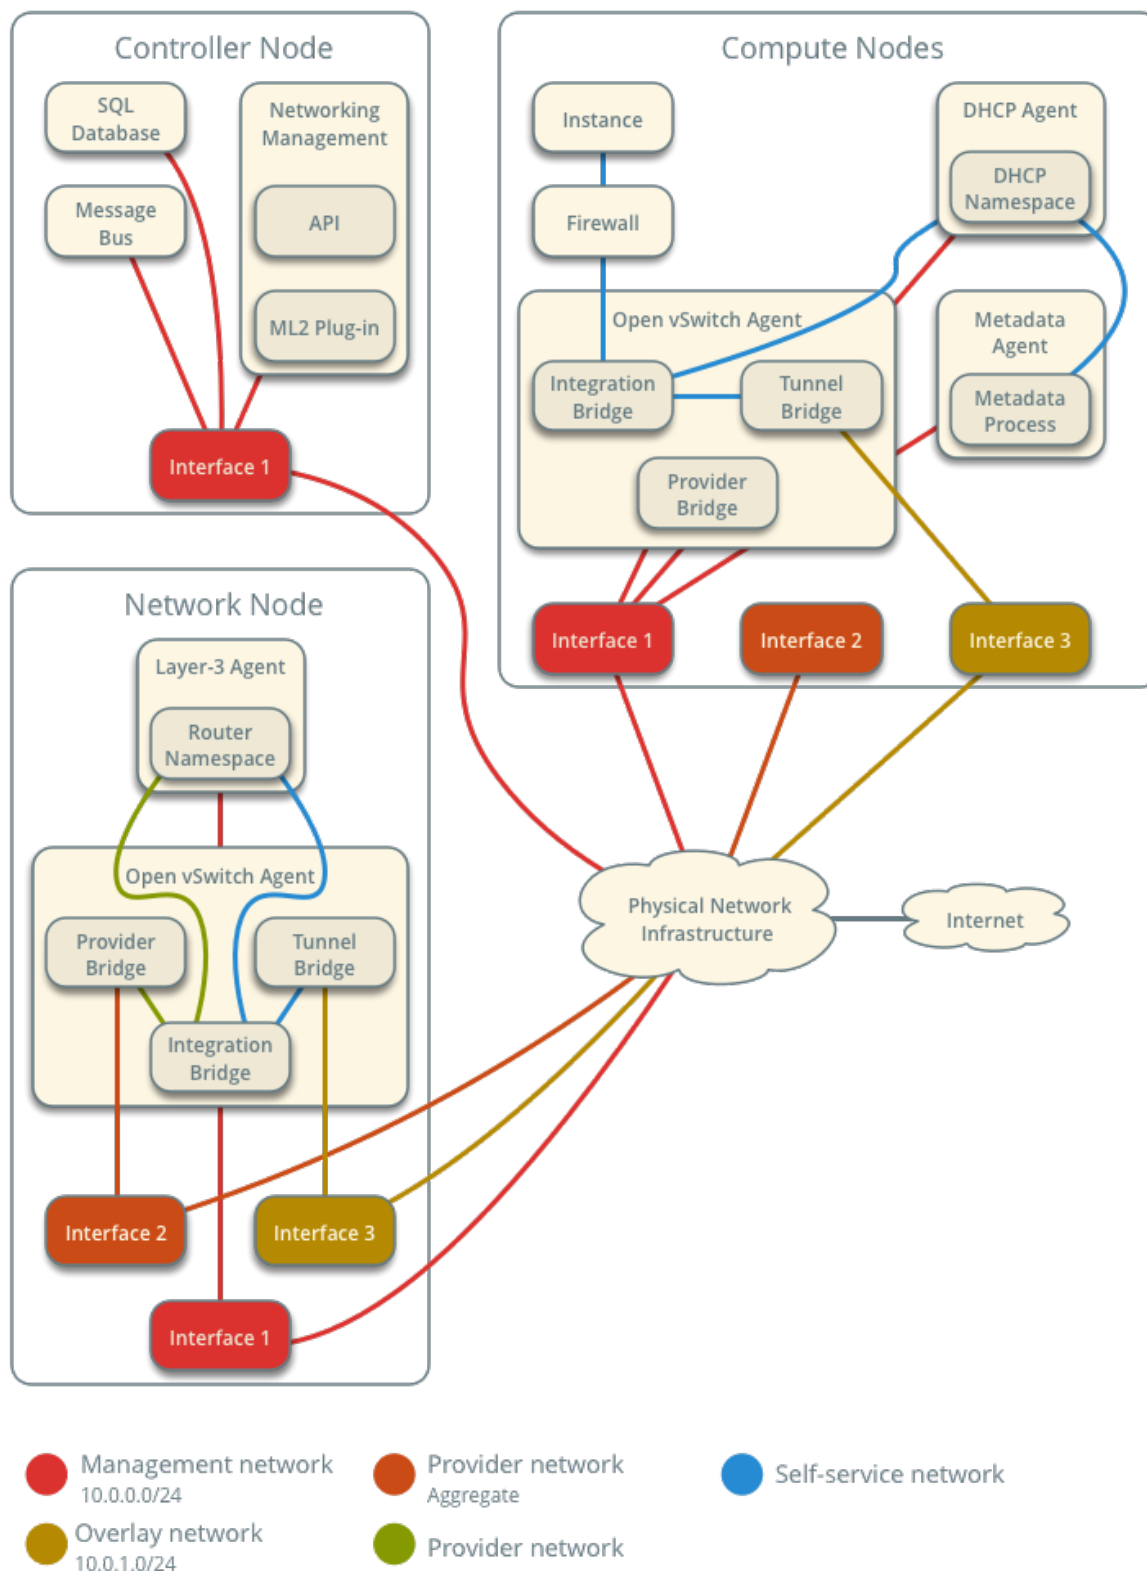 Controller Node
SQL
Database
Networking
Management
Message
Bus
API
ML2 Plug-in
Interface 1
Compute Nodes
Instance
DHCP Agent
DHCP
Namespace
Firewall
Open vSwitch Agent
Metadata
Agent
Integration
Bridge
Tunnel
Bridge
Metadata
Process
Provider
Bridge
Interface 1
Interface 2
Interface 3
Network Node
Layer-3 Agent
Router
Namespace
Open vSwitch Agent
Provider
Bridge
Tunnel
Bridge
Integration
Bridge
Interface 2
Interface 3
Interface 1
Physical Network
Infrastructure
Internet
Management network
10.0.0.0/24
Provider network
Aggregate
Self-service network
Overlay network
10.0.1.0/24
Provider network